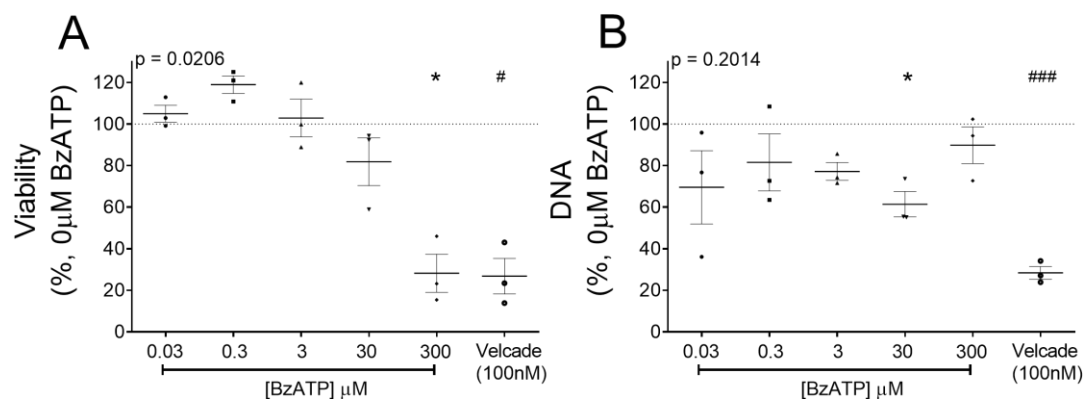 A
p = 0.0206
* #
Viability
(%, 0μM BzATP)
120
100
80
60
40
20
0
0.03 0.3 3 30 300 Velcade
(100nM)
[BzATP] μM
B
p = 0.2014
* ###
DNA
(%, 0μM BzATP)
120
100
80
60
40
20
0
0.03 0.3 3 30 300 Velcade
(100nM)
[BzATP] μM